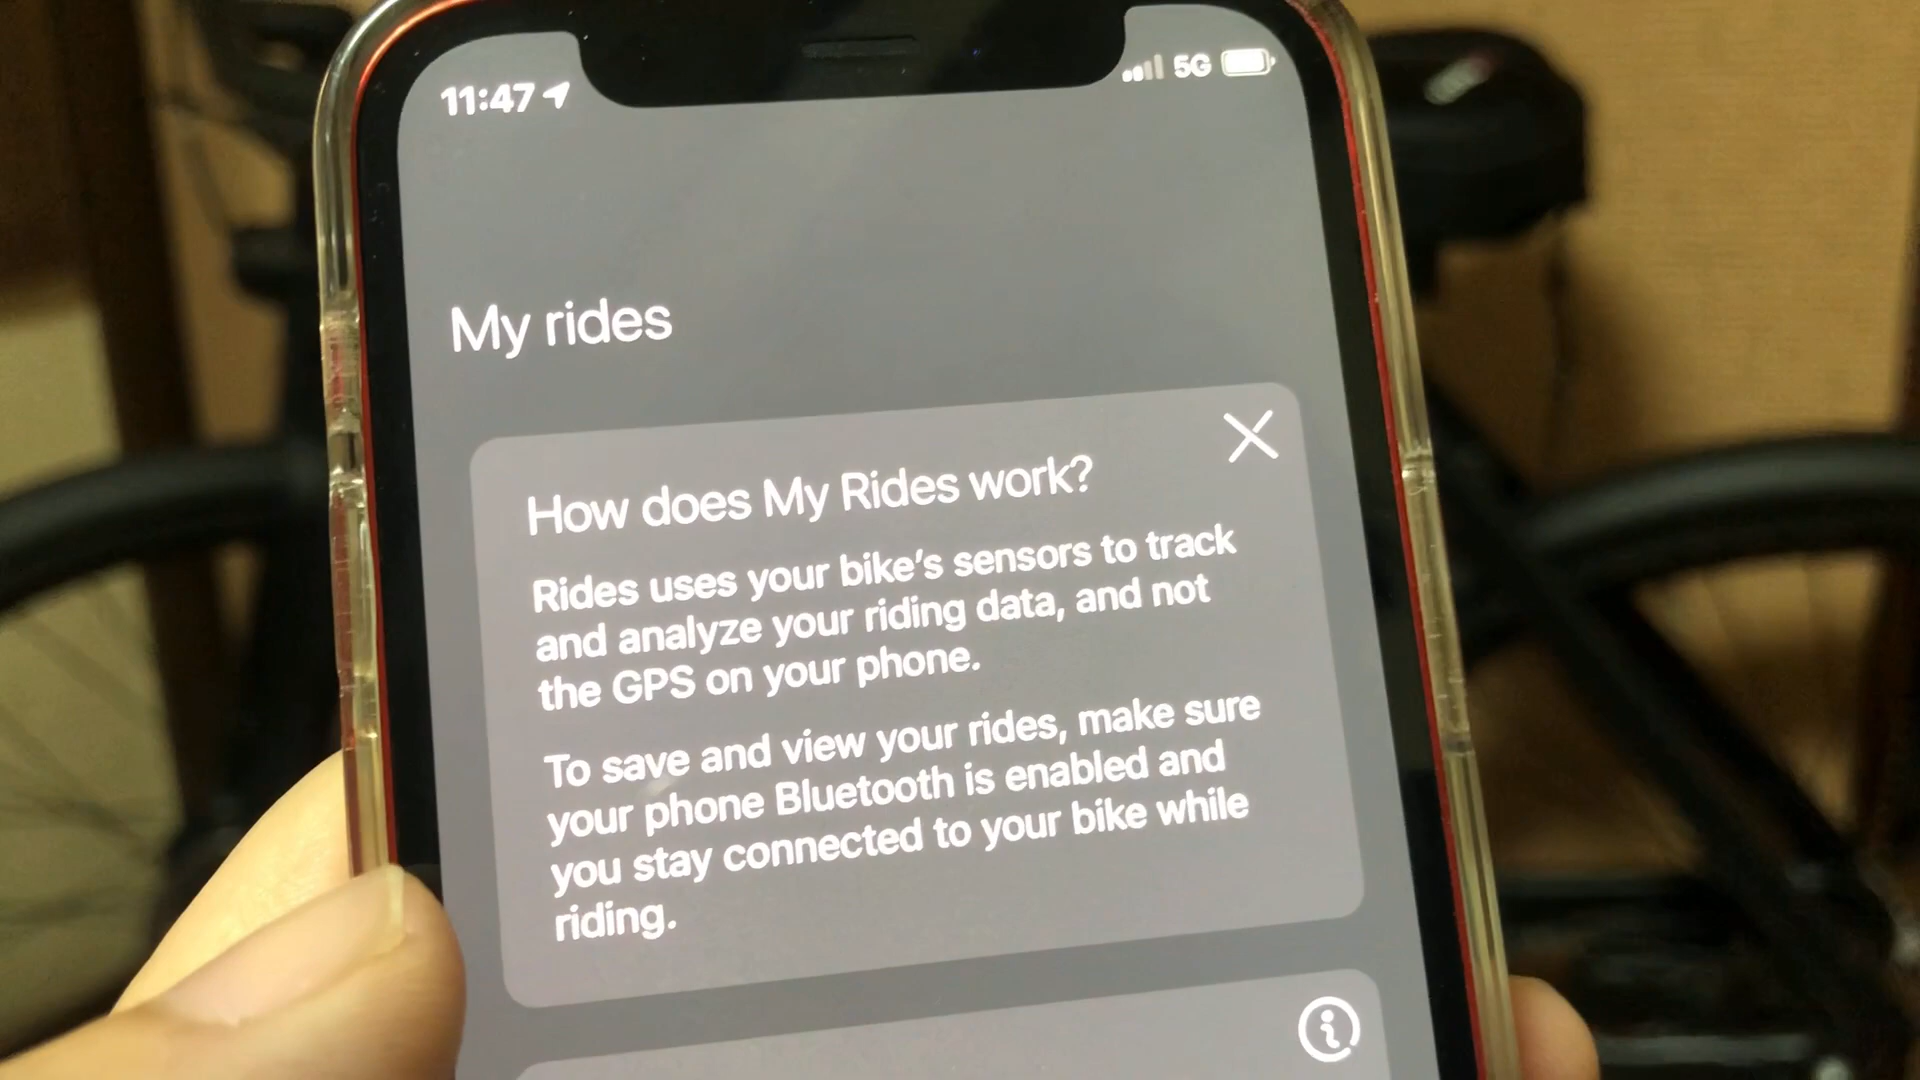 11:47
5G
My rides
How does My Rides work?
Rides uses your bike's sensors to track
and analyze your riding data, and not
the GPS on your phone.
To save and view your rides, make sure
your phone Bluetooth is enabled and
you stay connected to your bike while
riding.